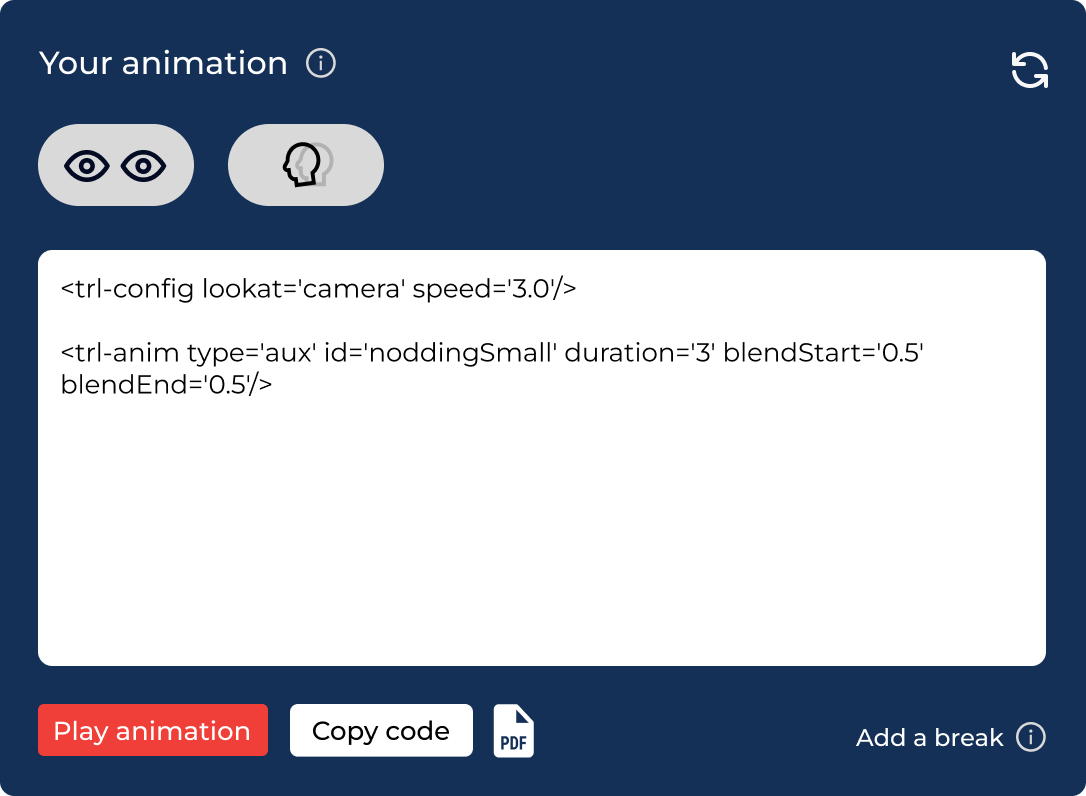 Your animation
<trl-config lookat='camera' speed='3.0'/>
<trl-anim type='aux' id='noddingSmall' duration='3' blendStart='0.5'
blendEnd='0.5'/>
Play animation
Copy code
PDF
Add a break